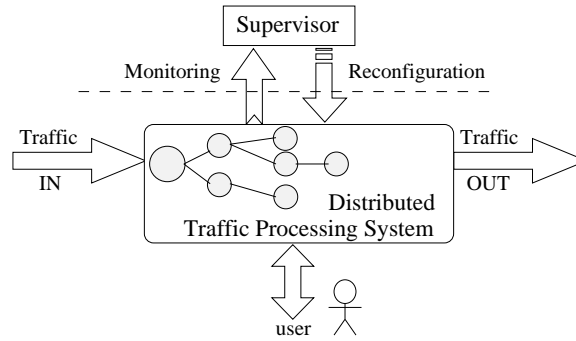 Supervisor
Monitoring
Reconfiguration
Traffic
IN
Traffic
OUT
Distributed
Traffic Processing System
user